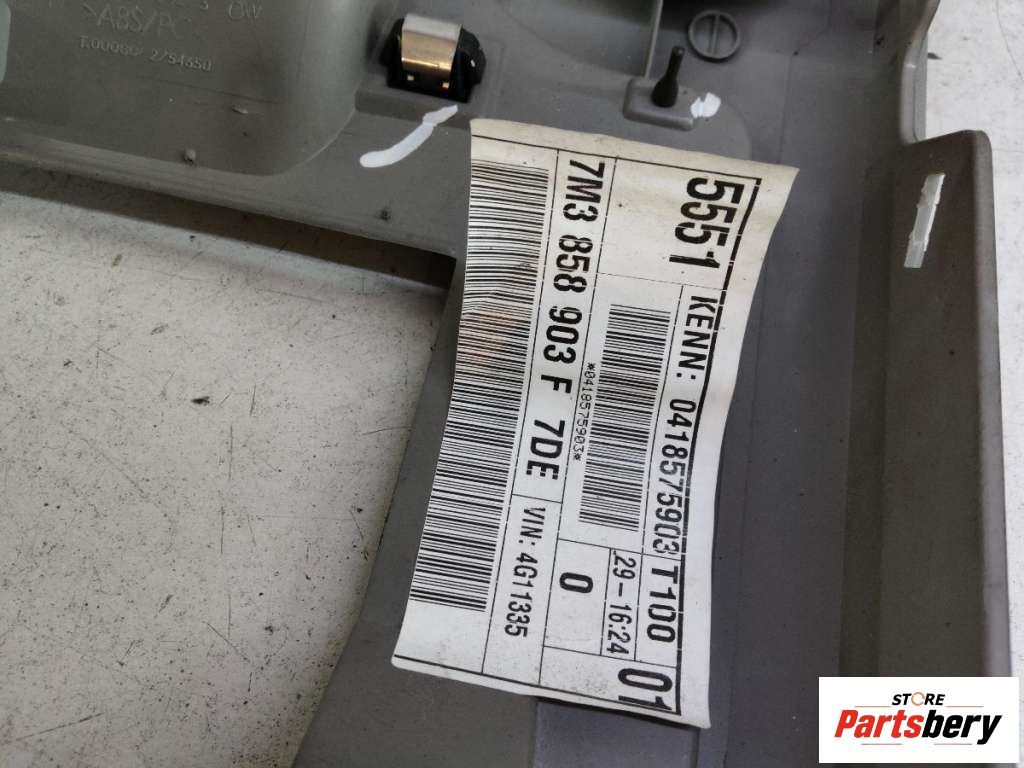 >ABS/PC
551
KENN: 0418575903
T100
01
*0418575903*
29-16:24
0
7M3 858 903 F 7DE
VIN: 4G11335
STORE
Partsbery